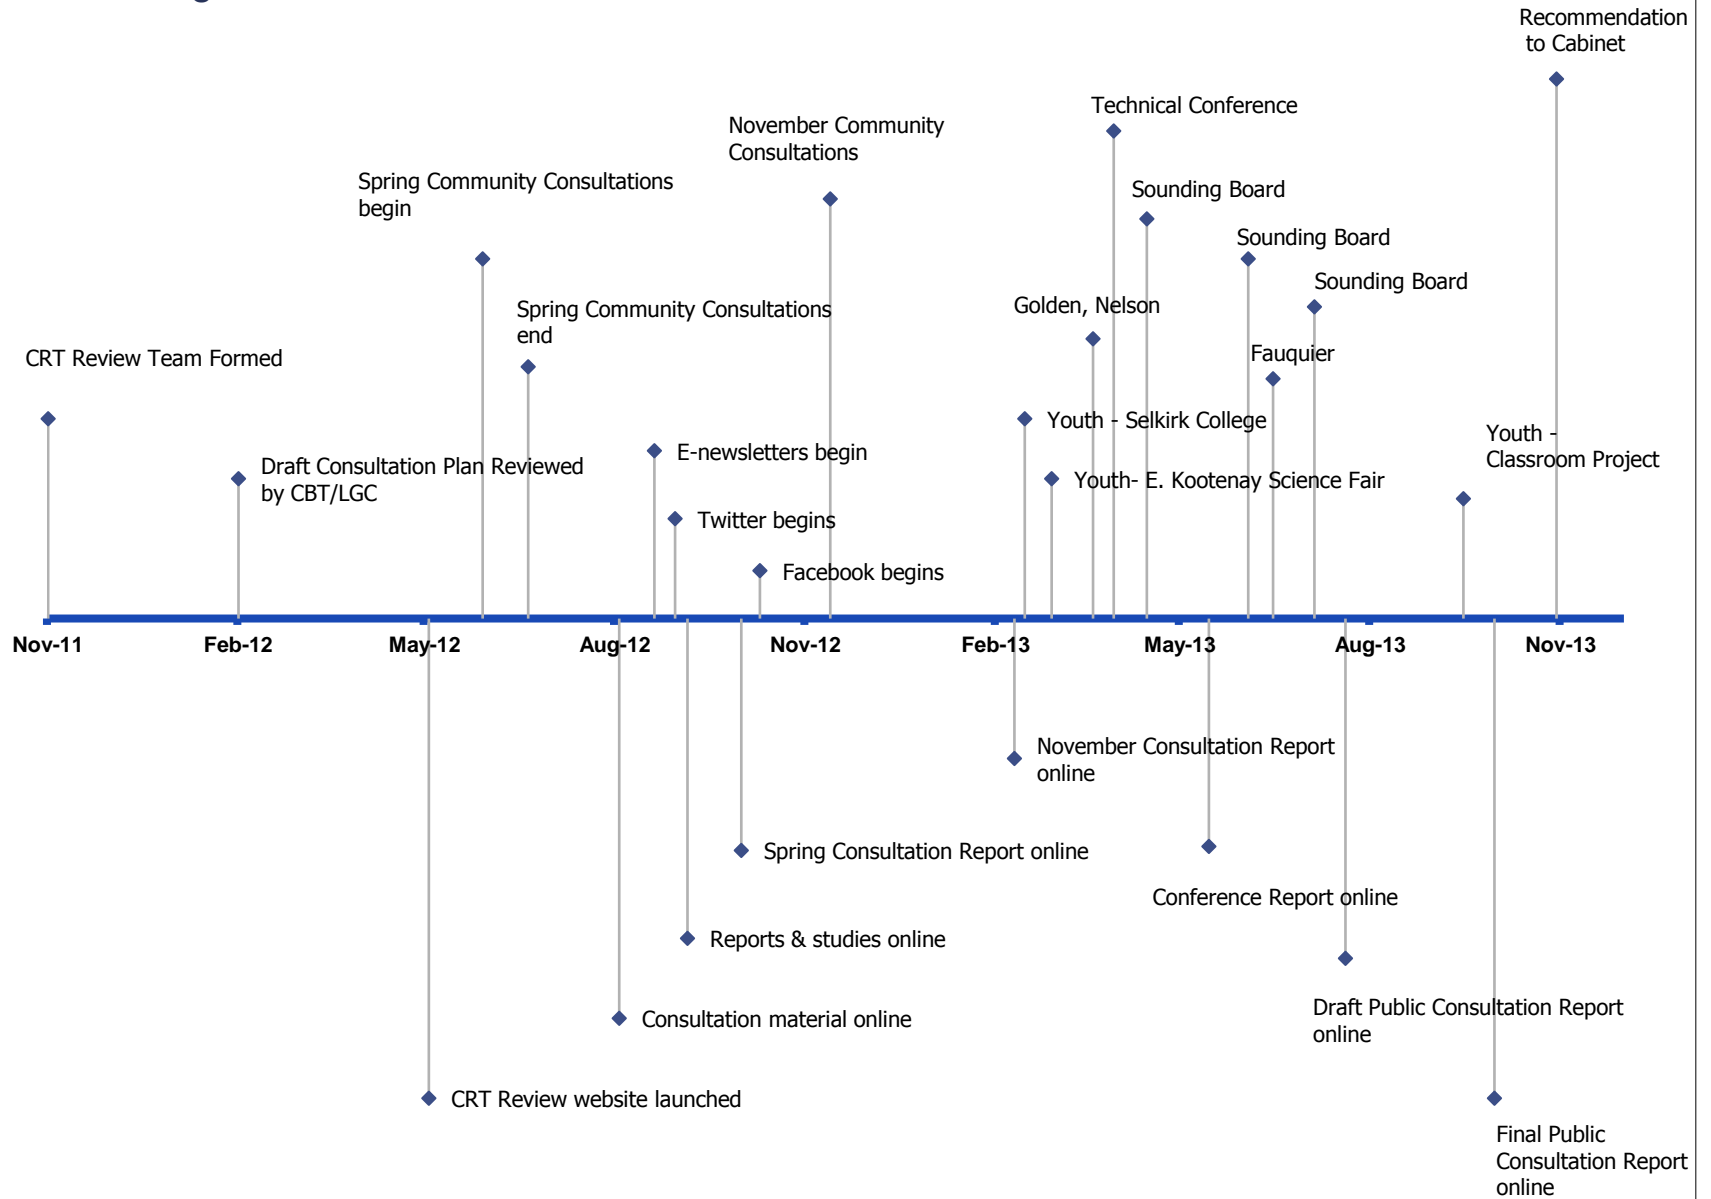 Recommendation
to Cabinet
Technical Conference
November Community
Consultations
Spring Community Consultations
begin
Sounding Board
Sounding Board
Sounding Board
Golden, Nelson
Spring Community Consultations
end
CRT Review Team Formed
Fauquier
Youth - Selkirk College
Youth -
Classroom Project
E-newsletters begin
Draft Consultation Plan Reviewed
by CBT/LGC
Youth- E. Kootenay Science Fair
Twitter begins
Facebook begins
Nov-11 Feb-12 May-12 Aug-12 Nov-12 Feb-13 May-13 Aug-13 Nov-13
November Consultation Report
online
Spring Consultation Report online
Conference Report online
Reports & studies online
Draft Public Consultation Report
online
Consultation material online
CRT Review website launched
Final Public
Consultation Report
online